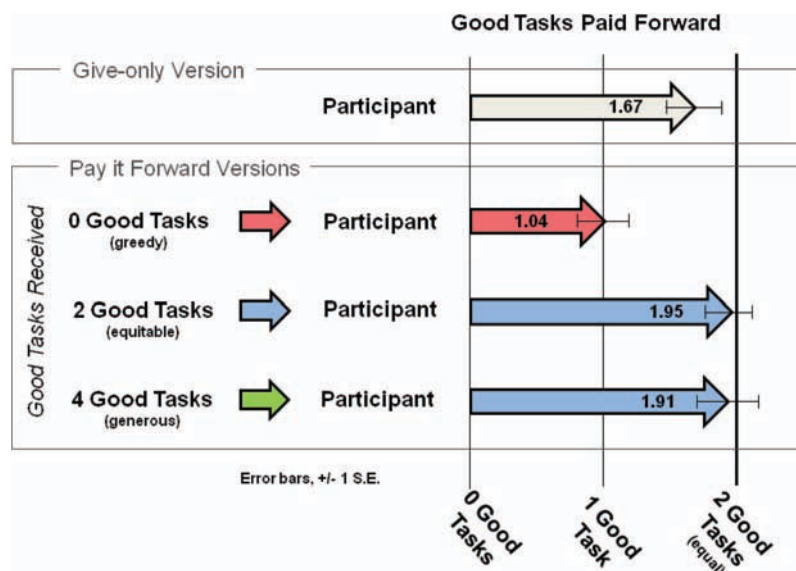 Good Tasks Paid Forward
Give-only Version
Participant
1.67
Pay it Forward Versions
Good Tasks Received
0 Good Tasks
(greedy)
Participant
1.04
2 Good Tasks
(equitable)
Participant
1.95
4 Good Tasks
(generous)
Participant
1.91
Error bars, +/- 1 S.E.
0 Good
Tasks
1 Good
Task
2 Good
Tasks
(equal)